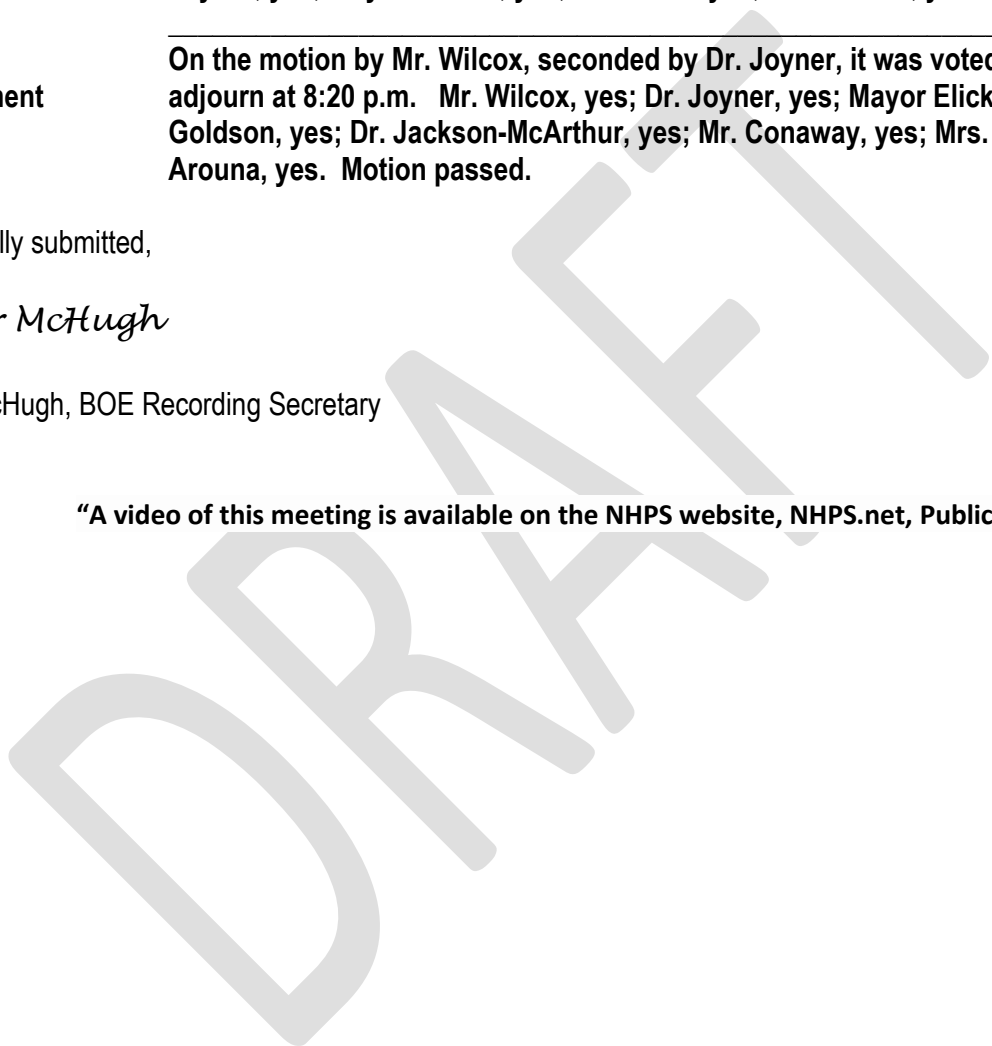 On the motion by Mr. Wilcox, seconded by Dr. Joyner, it was voted
adjourn at 8:20 p.m. Mr. Wilcox, yes; Dr. Joyner, yes; Mayor Elick
Goldson, yes; Dr. Jackson-McArthur, yes; Mr. Conaway, yes; Mrs.
Arouna, yes. Motion passed.
submitted,
McHugh
BOE Recording Secretary
“A video of this meeting is available on the NHPS website, NHPS.net, Public
DRAFT